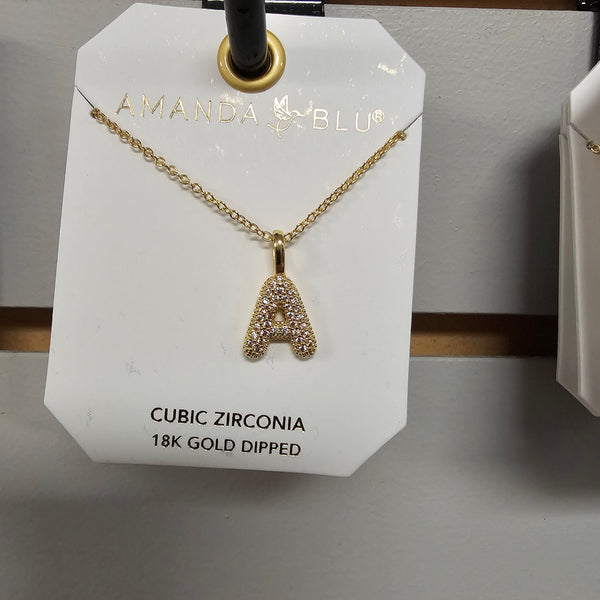 AMANDA BLU®
A
CUBIC ZIRCONIA
18K GOLD DIPPED